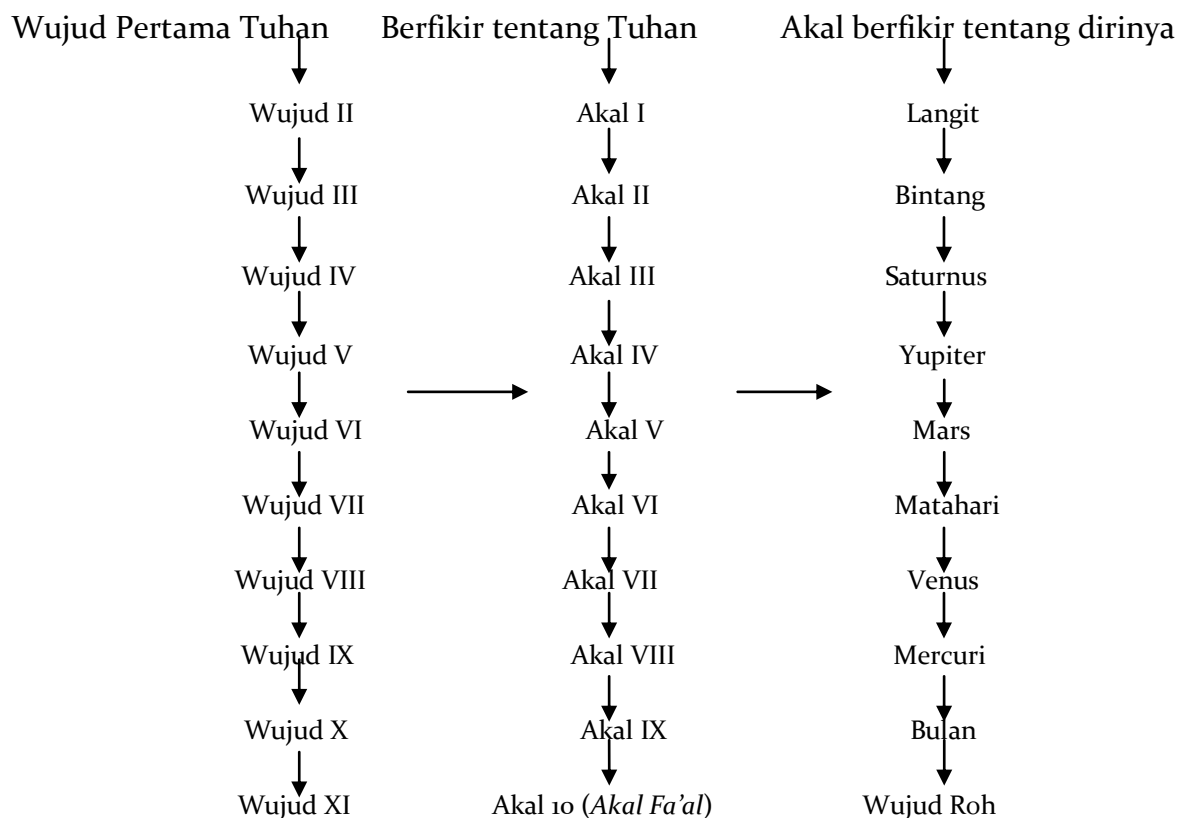 Wujud Pertama Tuhan Berfikir tentang Tuhan Akal berfikir tentang dirinya
Wujud II Akal I Langit
Wujud III Akal II Bintang
Wujud IV Akal III Saturnus
Wujud V Akal IV Yupiter
Wujud VI Akal V Mars
Wujud VII Akal VI Matahari
Wujud VIII Akal VII Venus
Wujud IX Akal VIII Mercuri
Wujud X Akal IX Bulan
Wujud XI Akal 10 (Akal Fa'al) Wujud Roh